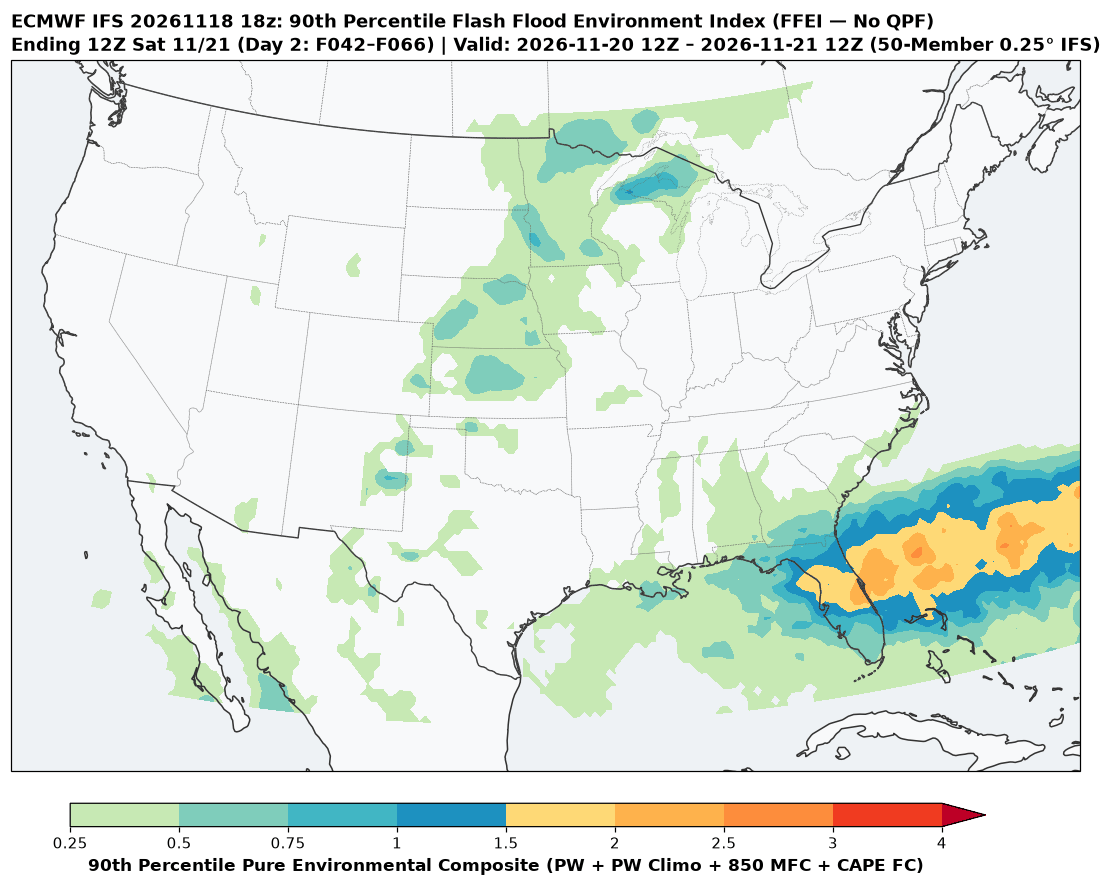 ECMWF IFS 20261118 18z: 90th Percentile Flash Flood Environment Index (FFEI — No QPF)
Ending 12Z Sat 11/21 (Day 2: F042–F066) | Valid: 2026-11-20 12Z – 2026-11-21 12Z (50-Member 0.25° IFS)
0.25 0.5 0.75 1 1.5 2 2.5 3 4
90th Percentile Pure Environmental Composite (PW + PW Climo + 850 MFC + CAPE FC)